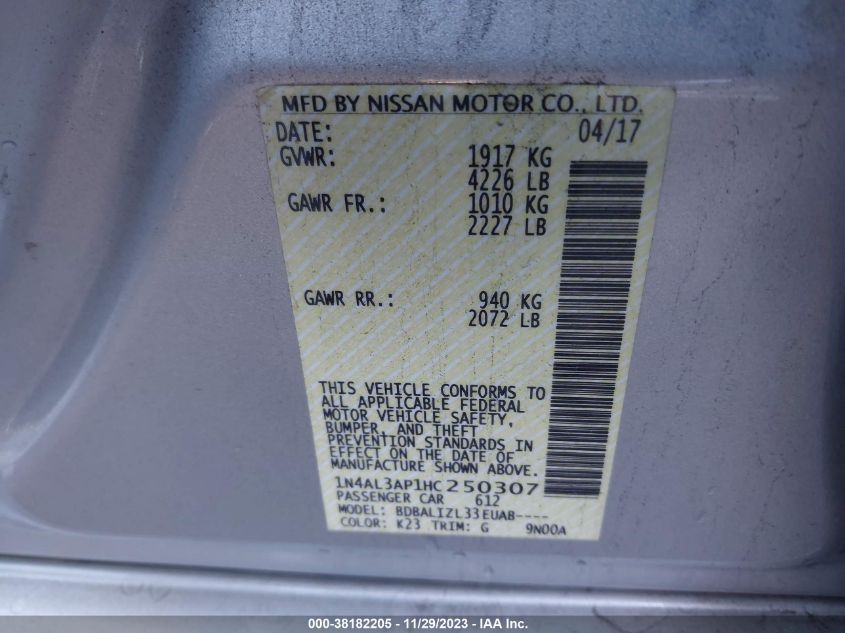 MFD BY NISSAN MOTOR CO., LTD.
DATE: 04/17
GVWR: 1917 KG
4226 LB
GAWR FR.: 1010 KG
2227 LB
GAWR RR.: 940 KG
2072 LB
THIS VEHICLE CONFORMS TO
ALL APPLICABLE FEDERAL
MOTOR VEHICLE SAFETY,
BUMPER, AND THEFT
PREVENTION STANDARDS IN
EFFECT ON THE DATE OF
MANUFACTURE SHOWN ABOVE.
1N4AL3AP1HC250307
PASSENGER CAR 612
MODEL: BDBALIZL33EUAB----
COLOR: K23 TRIM: G 9N00A
000-38182205 - 11/29/2023 - IAA Inc.